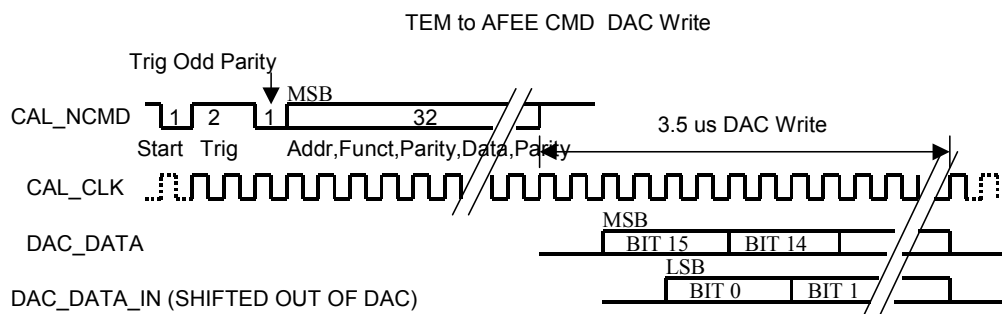 TEM to AFEE CMD DAC Write
Trig Odd Parity
MSB
CAL_NCMD 1 2 1 32
3.5 us DAC Write
Start Trig Addr,Funct,Parity,Data,Parity
CAL_CLK
MSB
DAC_DATA BIT 15 BIT 14
LSB
DAC_DATA_IN (SHIFTED OUT OF DAC) BIT 0 BIT 1